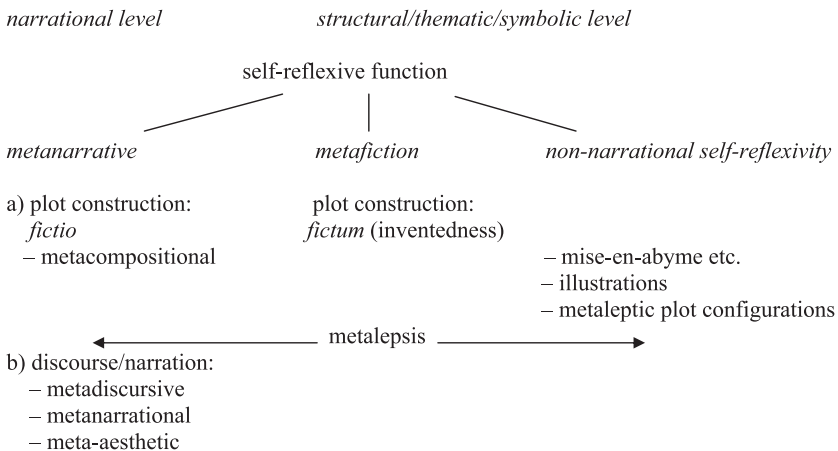 narrational level structural/thematic/symbolic level
self-reflexive function
metanarrative metafiction non-narrational self-reflexivity
a) plot construction: plot construction:
fictio fictum (inventedness)
– metacompositional – mise-en-abyme etc.
– illustrations
– metaleptic plot configurations
metalepsis
b) discourse/narration:
– metadiscursive
– metanarrational
– meta-aesthetic